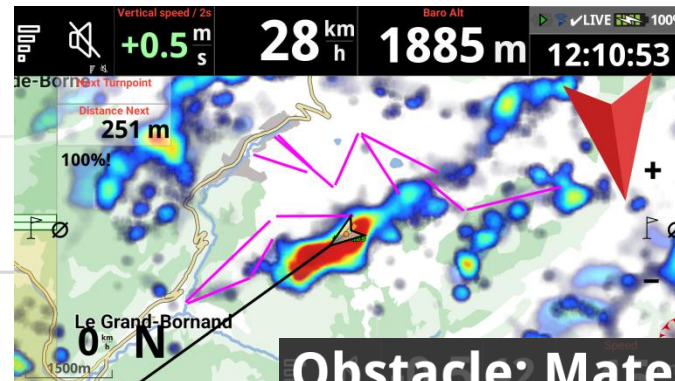 Vertical speed / 2s
+0.5 m/s
28 km/h
Baro Alt
1885 m
LIVE 100%
12:10:53
de-Borne
Next Turnpoint
Distance Next
251 m
100%!
+
−
Le Grand-Bornand
0 km/h
N
1500m
Speed
Obstacle: Mate